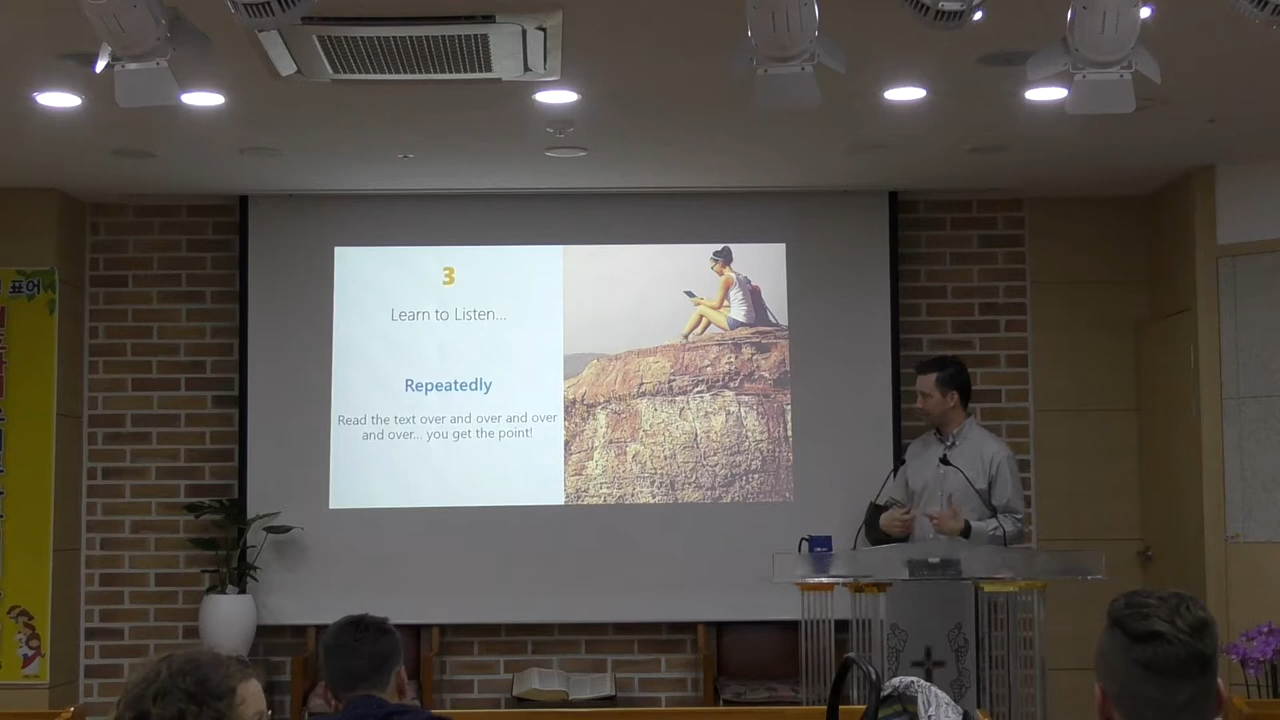 3
Learn to Listen...
Repeatedly
Read the text over and over and over
and over... you get the point!
표어